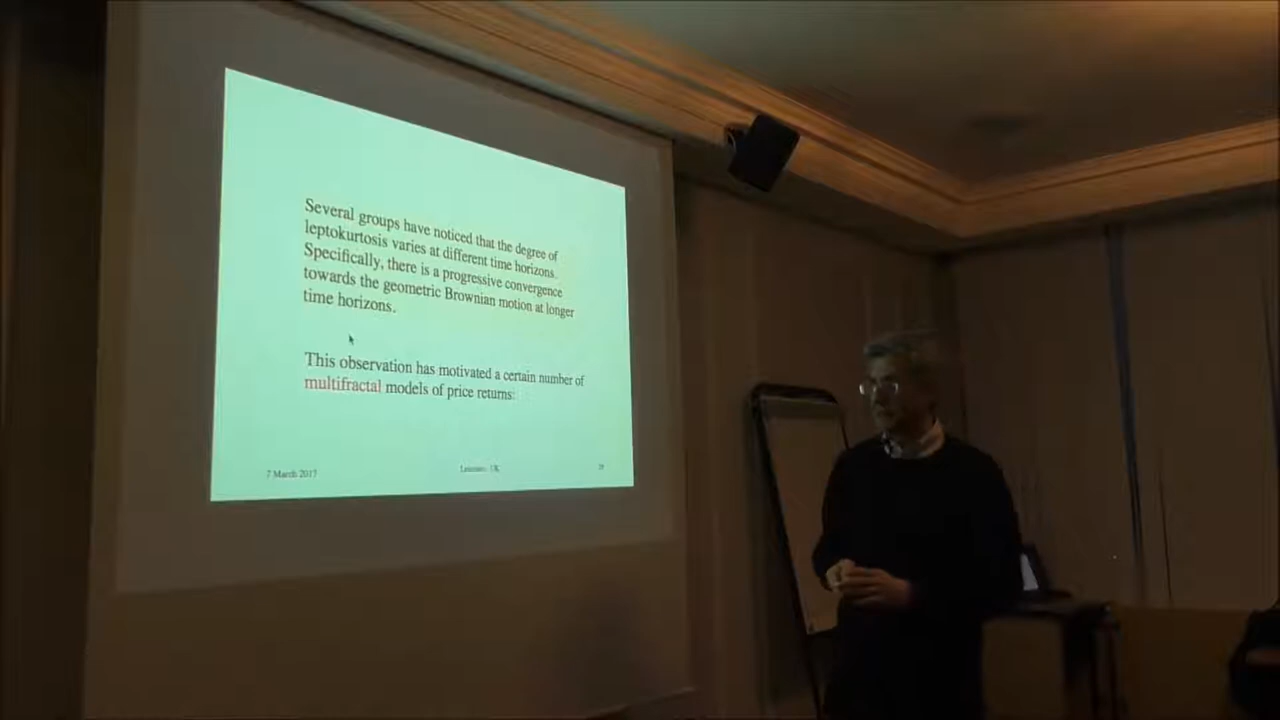 Several groups have noticed that the degree of
leptokurtosis varies at different time horizons.
Specifically, there is a progressive convergence
towards the geometric Brownian motion at longer
time horizons.
This observation has motivated a certain number of
multifractal models of price returns:
7 March 2017